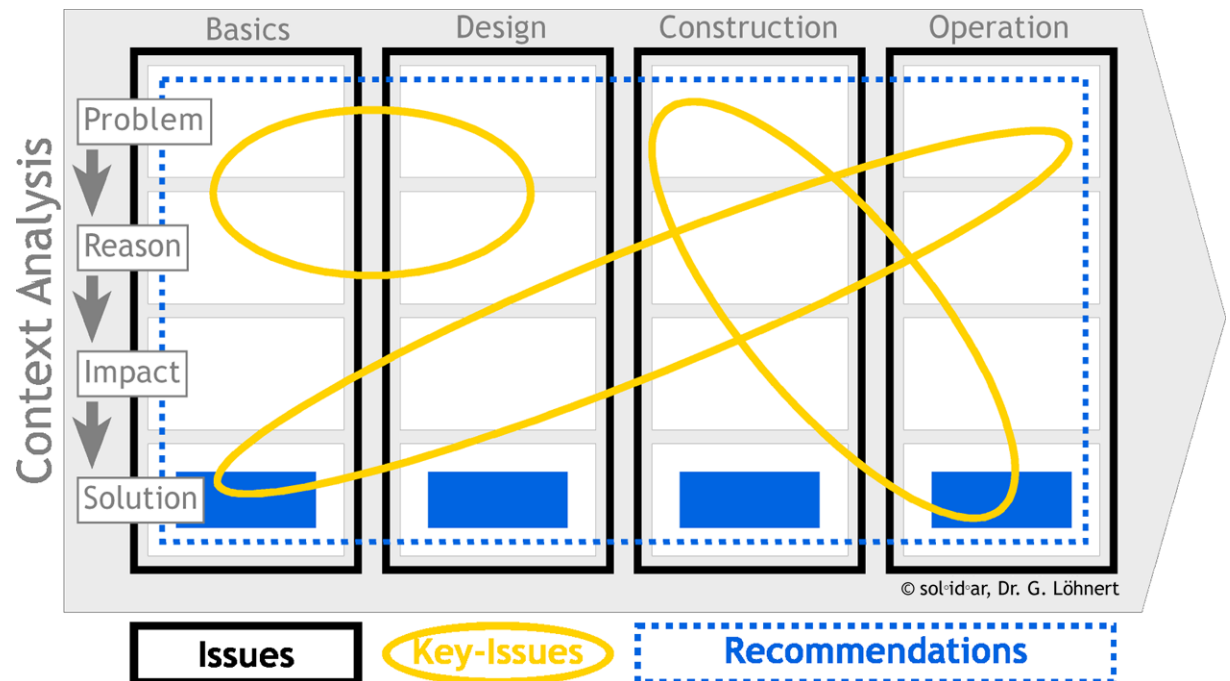 Basics
Design
Construction
Operation
Context Analysis
Problem
Reason
Impact
Solution
© sol◦id◦ar, Dr. G. Löhnert
Issues
Key-Issues
Recommendations